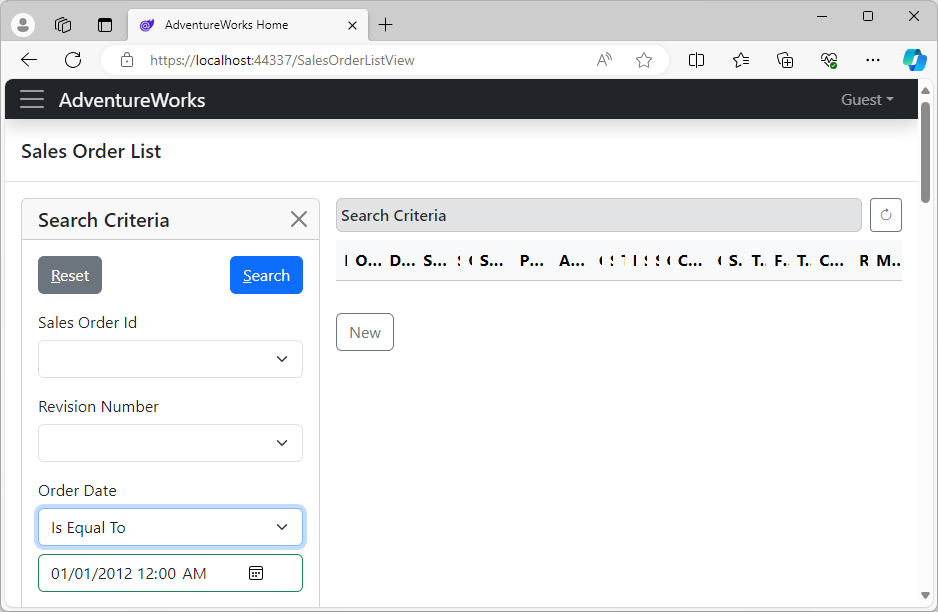 AdventureWorks Home
https://localhost:44337/SalesOrderListView
AdventureWorks
Guest
Sales Order List
Search Criteria
Reset
Search
Sales Order Id
Revision Number
Order Date
Is Equal To
01/01/2012 12:00 AM
Search Criteria
O... D... S... S... P... A... C... S. T. F. T. C... R M...
New